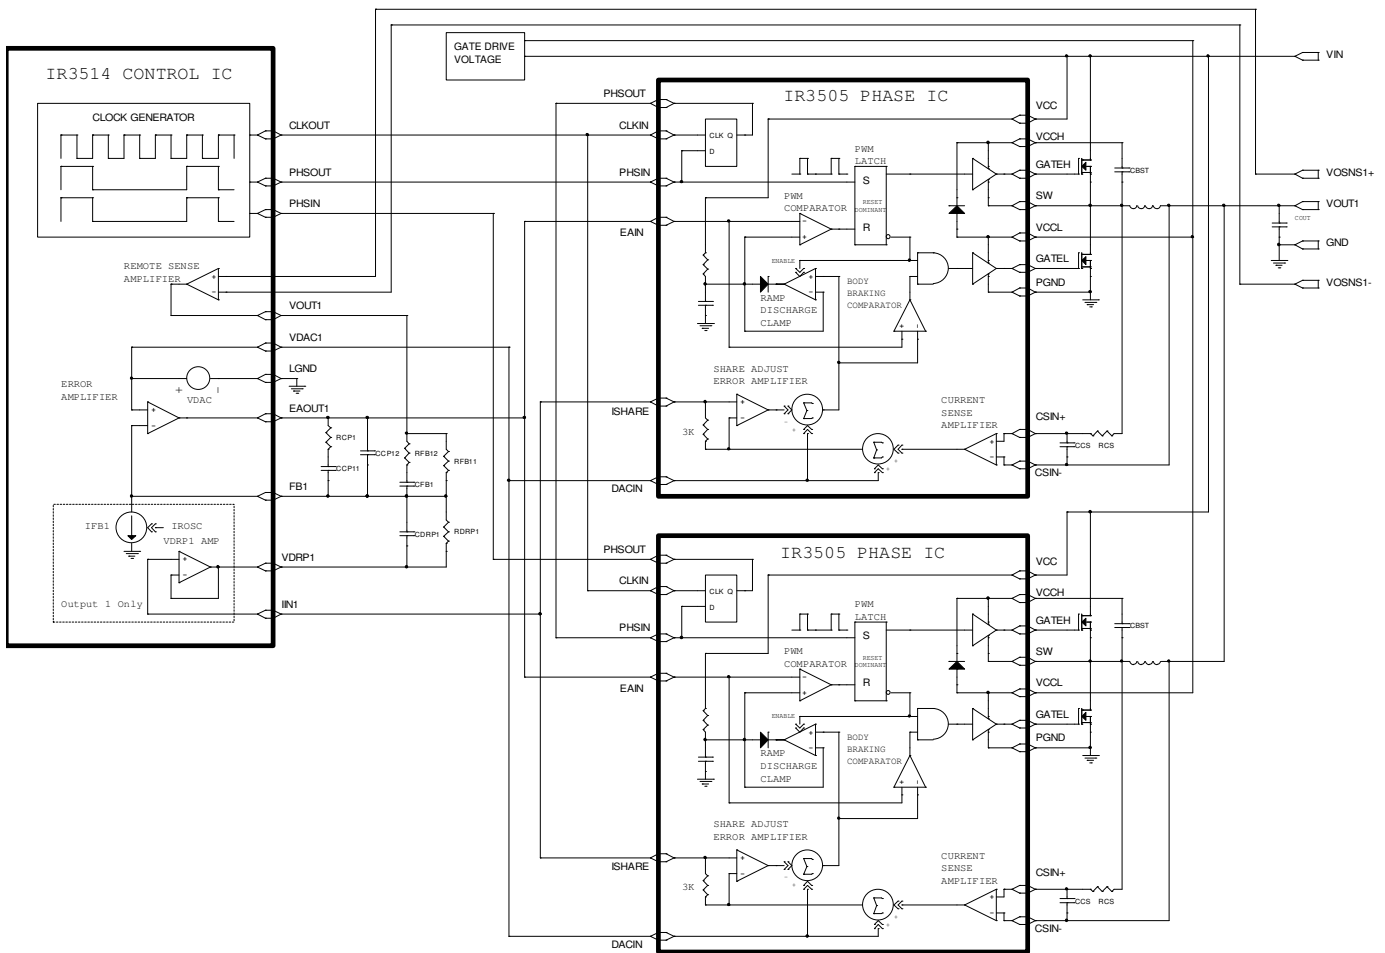 GATE DRIVE
VOLTAGE
VIN
IR3514 CONTROL IC
CLOCK GENERATOR
CLKOUT
PHSOUT
PHSIN
REMOTE SENSE
AMPLIFIER
+
−
VOUT1
VDAC1
LGND
+
−
VDAC
ERROR
AMPLIFIER
+
−
EAOUT1
RCP1
CCP11
CCP12
RFB12
RFB11
CFB1
FB1
IFB1
IROSC
VDRP1 AMP
+
−
CDRP1
RDRP1
VDRP1
Output 1 Only
IIN1
IR3505 PHASE IC
PHSOUT
CLKIN
CLK Q
D
PHSIN
PWM
LATCH
S
RESET
DOMINANT
R
PWM
COMPARATOR
−
+
EAIN
ENABLE
+
−
RAMP
DISCHARGE
CLAMP
BODY
BRAKING
COMPARATOR
+
−
SHARE ADJUST
ERROR AMPLIFIER
ISHARE
+
−
3K
Σ
−
+
Σ
+
+
CURRENT
SENSE
AMPLIFIER
+
−
DACIN
VCC
VCCH
GATEH
CBST
SW
VCCL
GATEL
PGND
CSIN+
CCS
RCS
CSIN-
VOSNS1+
VOUT1
COUT
GND
VOSNS1-
IR3505 PHASE IC
PHSOUT
CLKIN
CLK Q
D
PHSIN
PWM
LATCH
S
RESET
DOMINANT
R
PWM
COMPARATOR
−
+
EAIN
ENABLE
+
−
RAMP
DISCHARGE
CLAMP
BODY
BRAKING
COMPARATOR
+
−
SHARE ADJUST
ERROR AMPLIFIER
ISHARE
+
−
3K
Σ
−
+
Σ
+
+
CURRENT
SENSE
AMPLIFIER
+
−
DACIN
VCC
VCCH
GATEH
CBST
SW
VCCL
GATEL
PGND
CSIN+
CCS
RCS
CSIN-